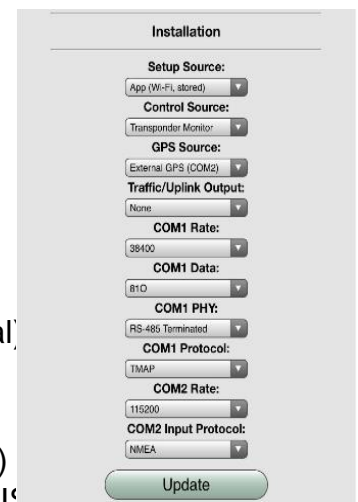 Installation
Setup Source:
App (Wi-Fi, stored)
Control Source:
Transponder Monitor
GPS Source:
External GPS (COM2)
Traffic/Uplink Output:
None
COM1 Rate:
38400
COM1 Data:
81O
COM1 PHY:
RS-485 Terminated
al)
COM1 Protocol:
TMAP
COM2 Rate:
115200
COM2 Input Protocol:
)
NMEA
Update